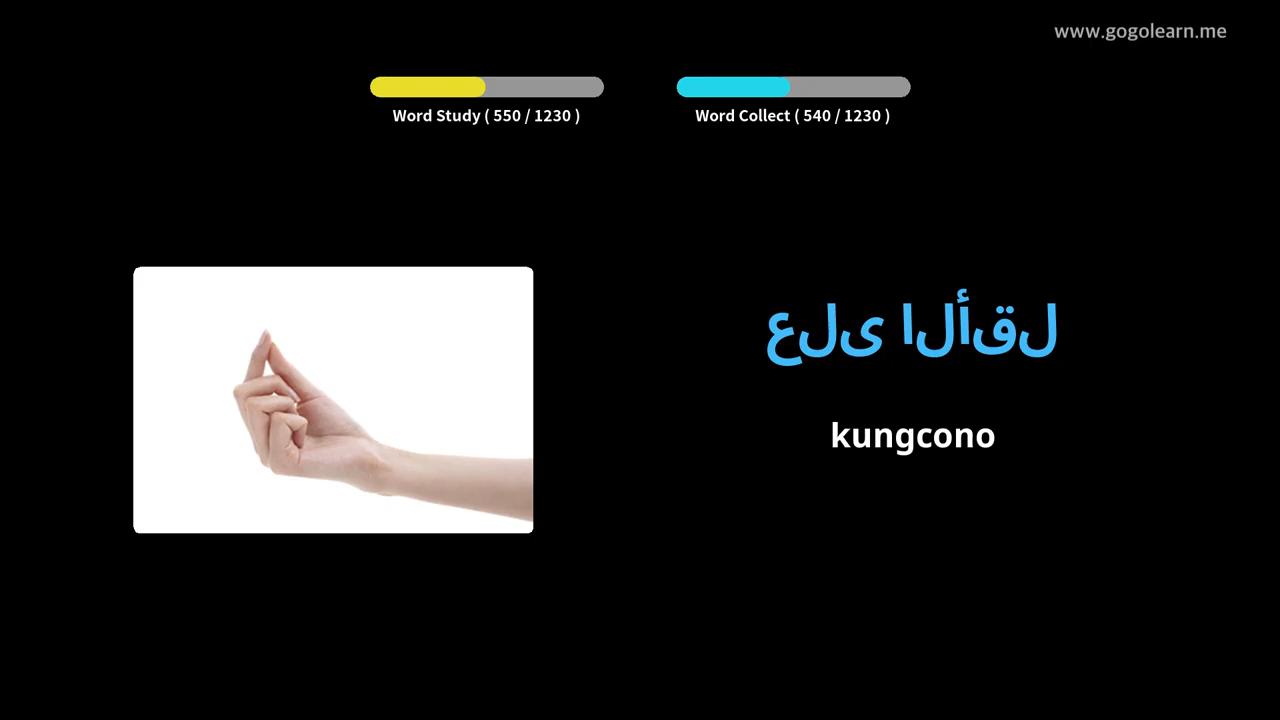 www.gogolearn.me
Word Study ( 550 / 1230 )
Word Collect ( 540 / 1230 )
على الأقل
kungcono